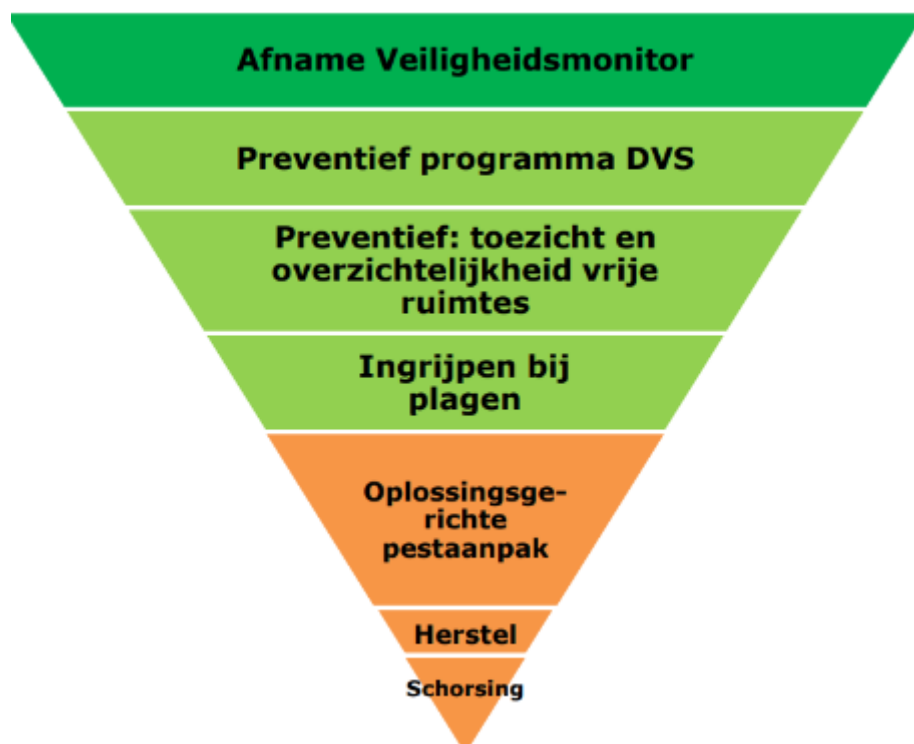 Afname Veiligheidsmonitor
Preventief programma DVS
Preventief: toezicht en
overzichtelijkheid vrije
ruimtes
Ingrijpen bij
plagen
Oplossingsge-
richte
pestaanpak
Herstel
Schorsing